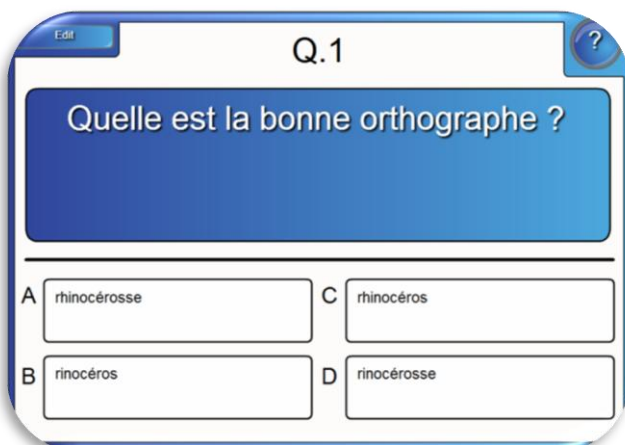 Edit
Q.1
?
Quelle est la bonne orthographe ?
A rhinocérosse
C rhinocéros
B rinocéros
D rinocérosse